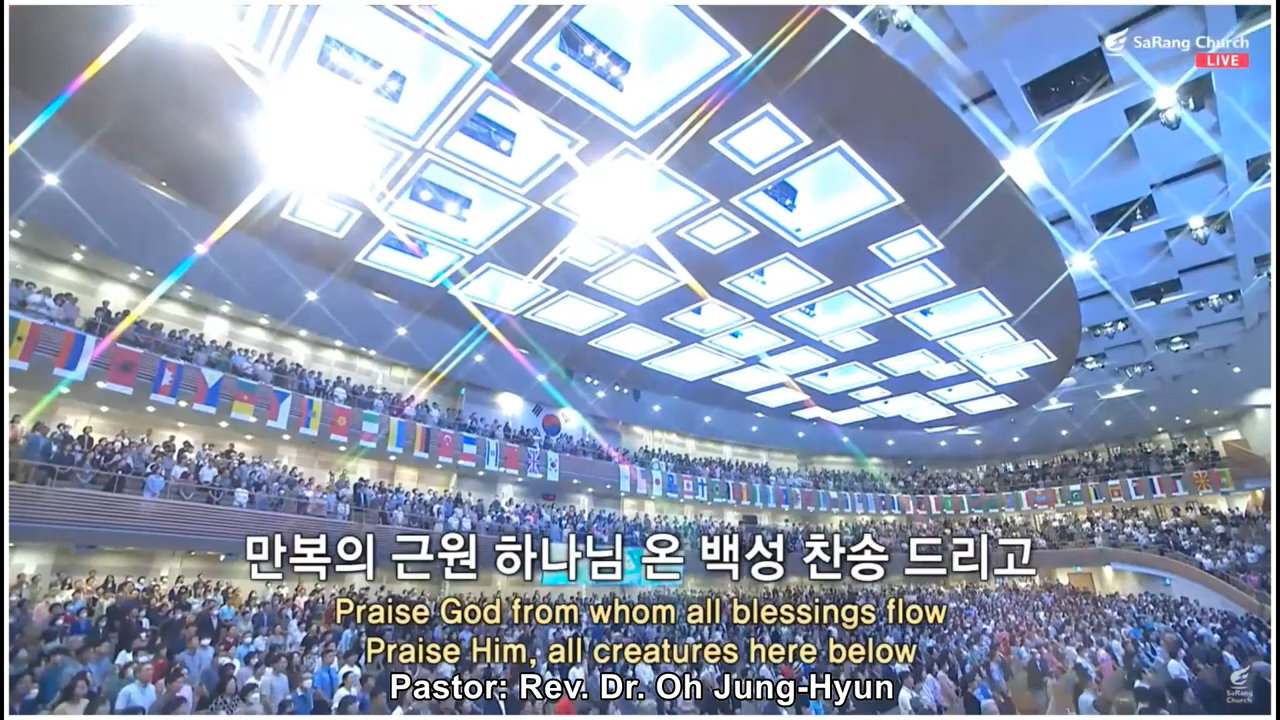 SaRang Church
LIVE
만복의 근원 하나님 온 백성 찬송 드리고
Praise God from whom all blessings flow
Praise Him, all creatures here below
Pastor: Rev. Dr. Oh Jung-Hyun
SaRang
Church